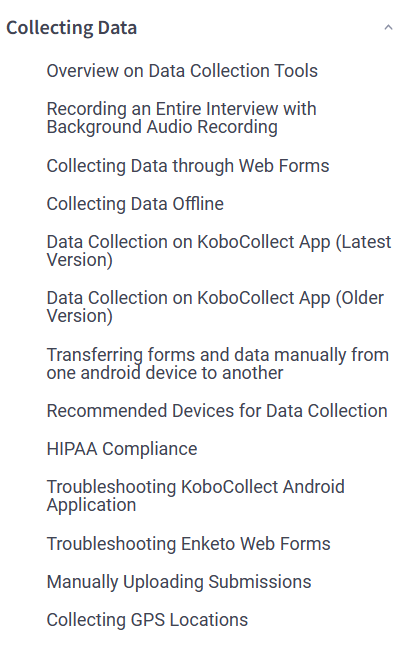 Collecting Data
Overview on Data Collection Tools
Recording an Entire Interview with
Background Audio Recording
Collecting Data through Web Forms
Collecting Data Offline
Data Collection on KoboCollect App (Latest
Version)
Data Collection on KoboCollect App (Older
Version)
Transferring forms and data manually from
one android device to another
Recommended Devices for Data Collection
HIPAA Compliance
Troubleshooting KoboCollect Android
Application
Troubleshooting Enketo Web Forms
Manually Uploading Submissions
Collecting GPS Locations